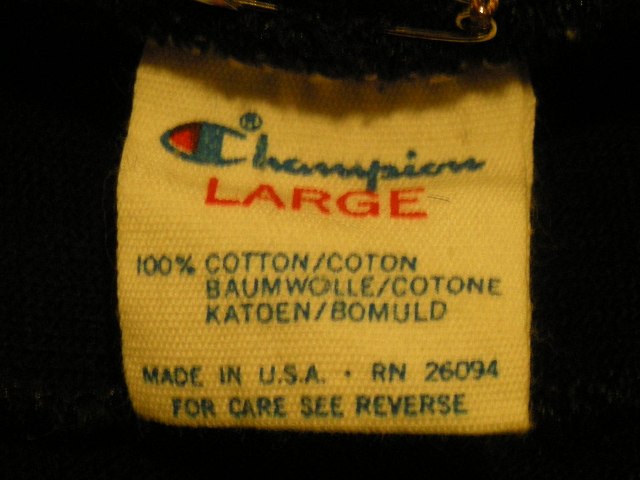 Champion®
LARGE
100% COTTON/COTON
BAUMWOLLE/COTONE
KATOEN/BOMULD
MADE IN U.S.A. · RN 26094
FOR CARE SEE REVERSE